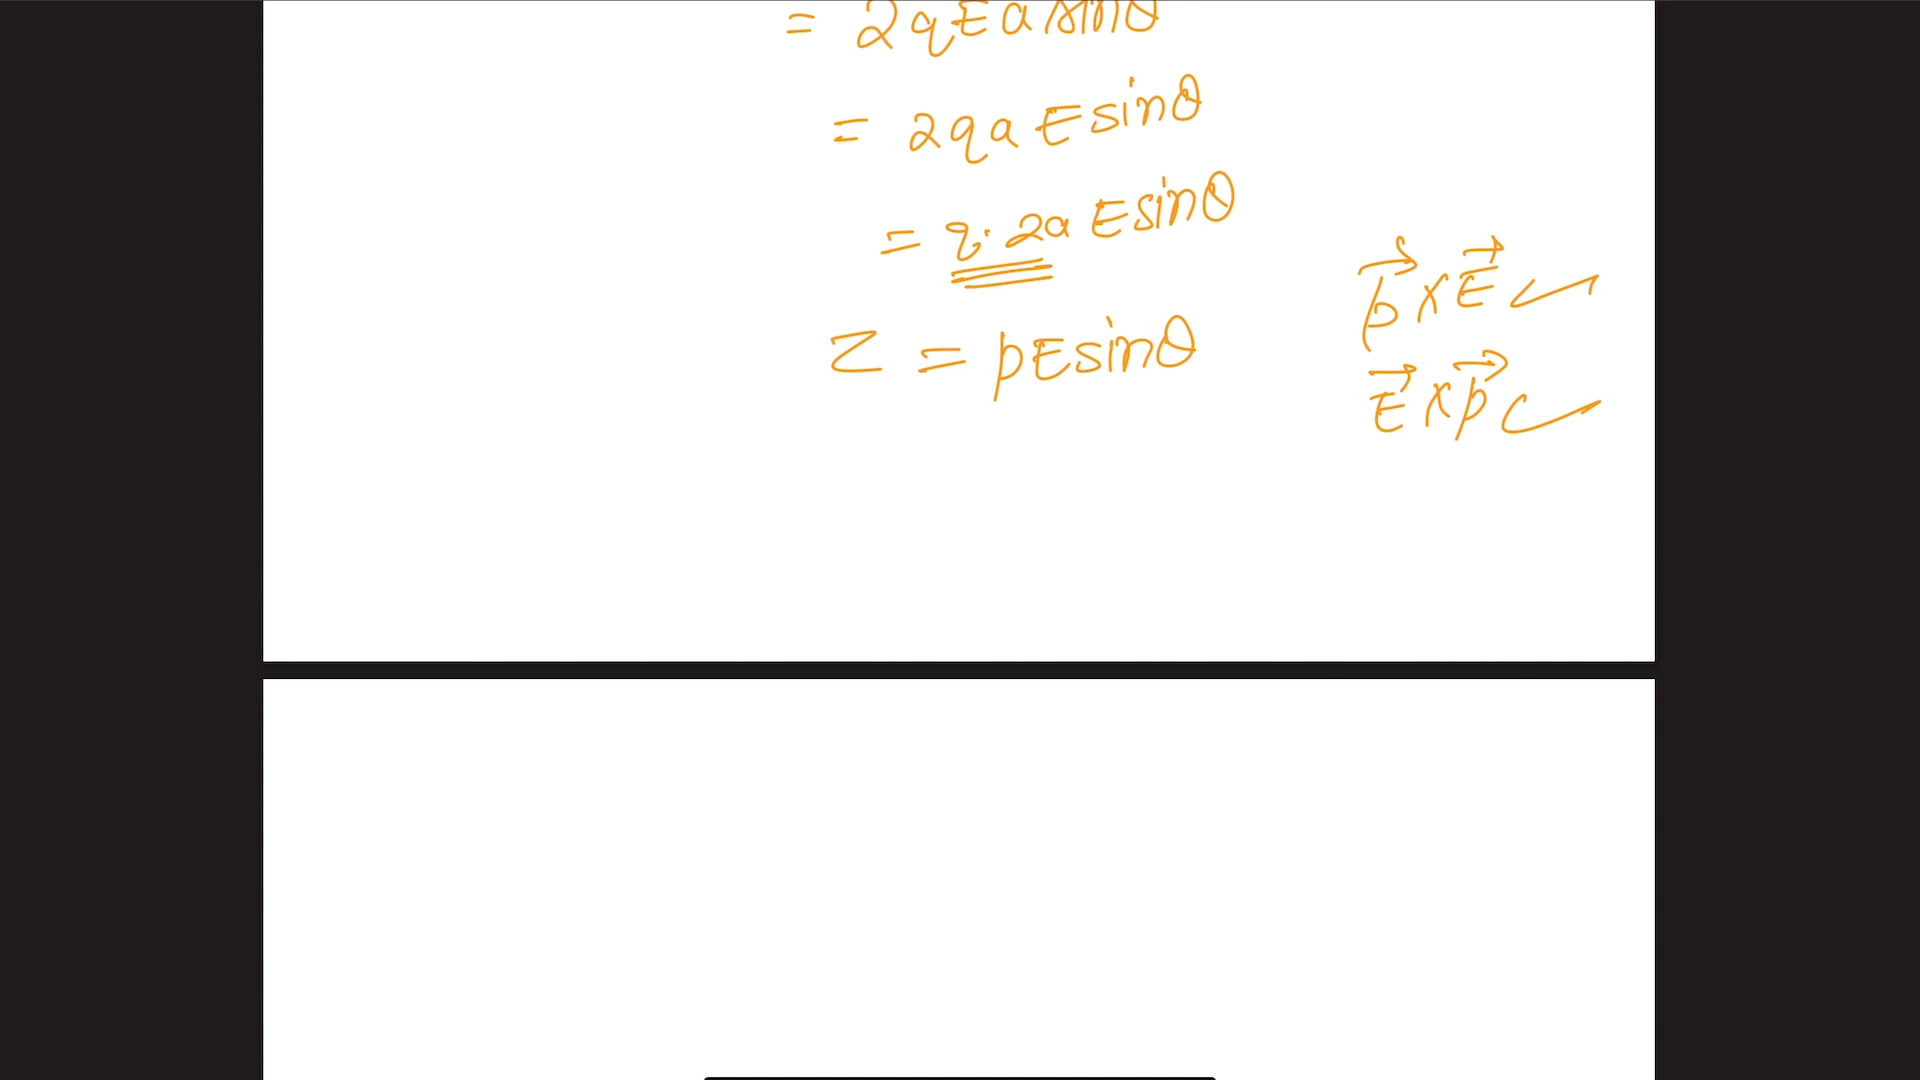 = 2qEa sinθ
= 2qa E sinθ
= q. 2a E sinθ
τ = pE sinθ
p⃗ × E⃗ ✓
E⃗ × p⃗ ✓